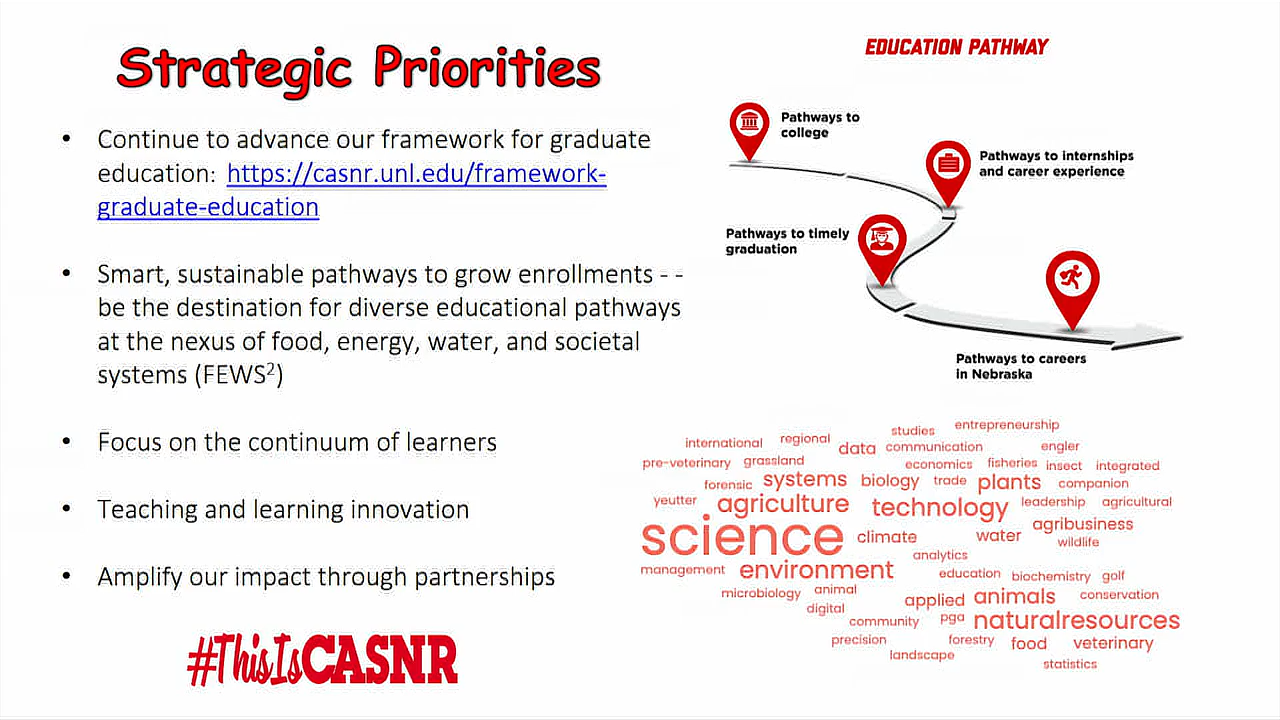 Strategic Priorities
• Continue to advance our framework for graduate
education: https://casnr.unl.edu/framework-
graduate-education
• Smart, sustainable pathways to grow enrollments - -
be the destination for diverse educational pathways
at the nexus of food, energy, water, and societal
systems (FEWS²)
• Focus on the continuum of learners
• Teaching and learning innovation
• Amplify our impact through partnerships
#ThisIsCASNR
EDUCATION PATHWAY
Pathways to
college
Pathways to internships
and career experience
Pathways to timely
graduation
Pathways to careers
in Nebraska
studies entrepreneurship
international regional data communication engler
pre-veterinary grassland economics fisheries insect integrated
forensic systems biology trade plants companion
yeutter agriculture technology leadership agricultural
science climate water agribusiness
wildlife
analytics
management environment education biochemistry golf
microbiology animal applied animals conservation
digital community pga naturalresources
precision forestry food veterinary
landscape statistics